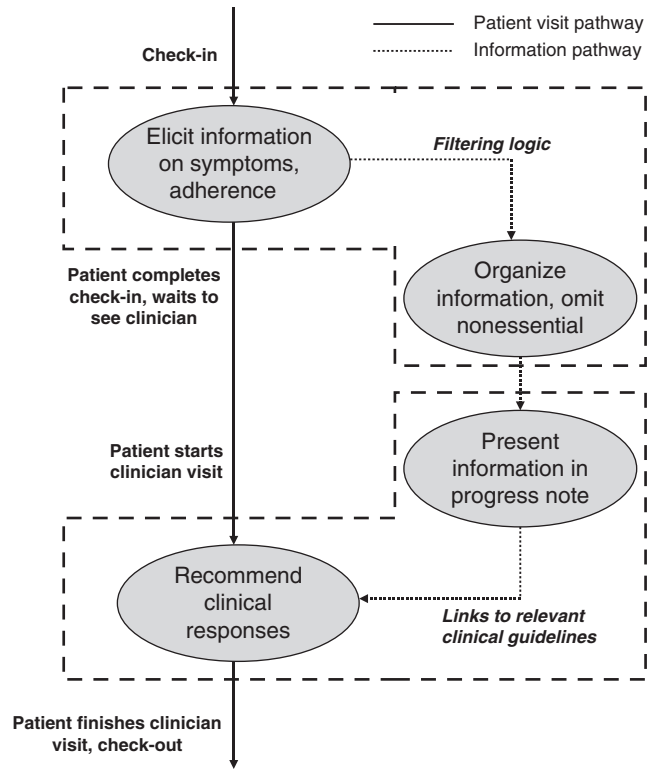 Patient visit pathway
Information pathway
Check-in
Elicit information
on symptoms,
adherence
Filtering logic
Organize
information, omit
nonessential
Patient completes
check-in, waits to
see clinician
Patient starts
clinician visit
Present
information in
progress note
Recommend
clinical
responses
Links to relevant
clinical guidelines
Patient finishes clinician
visit, check-out